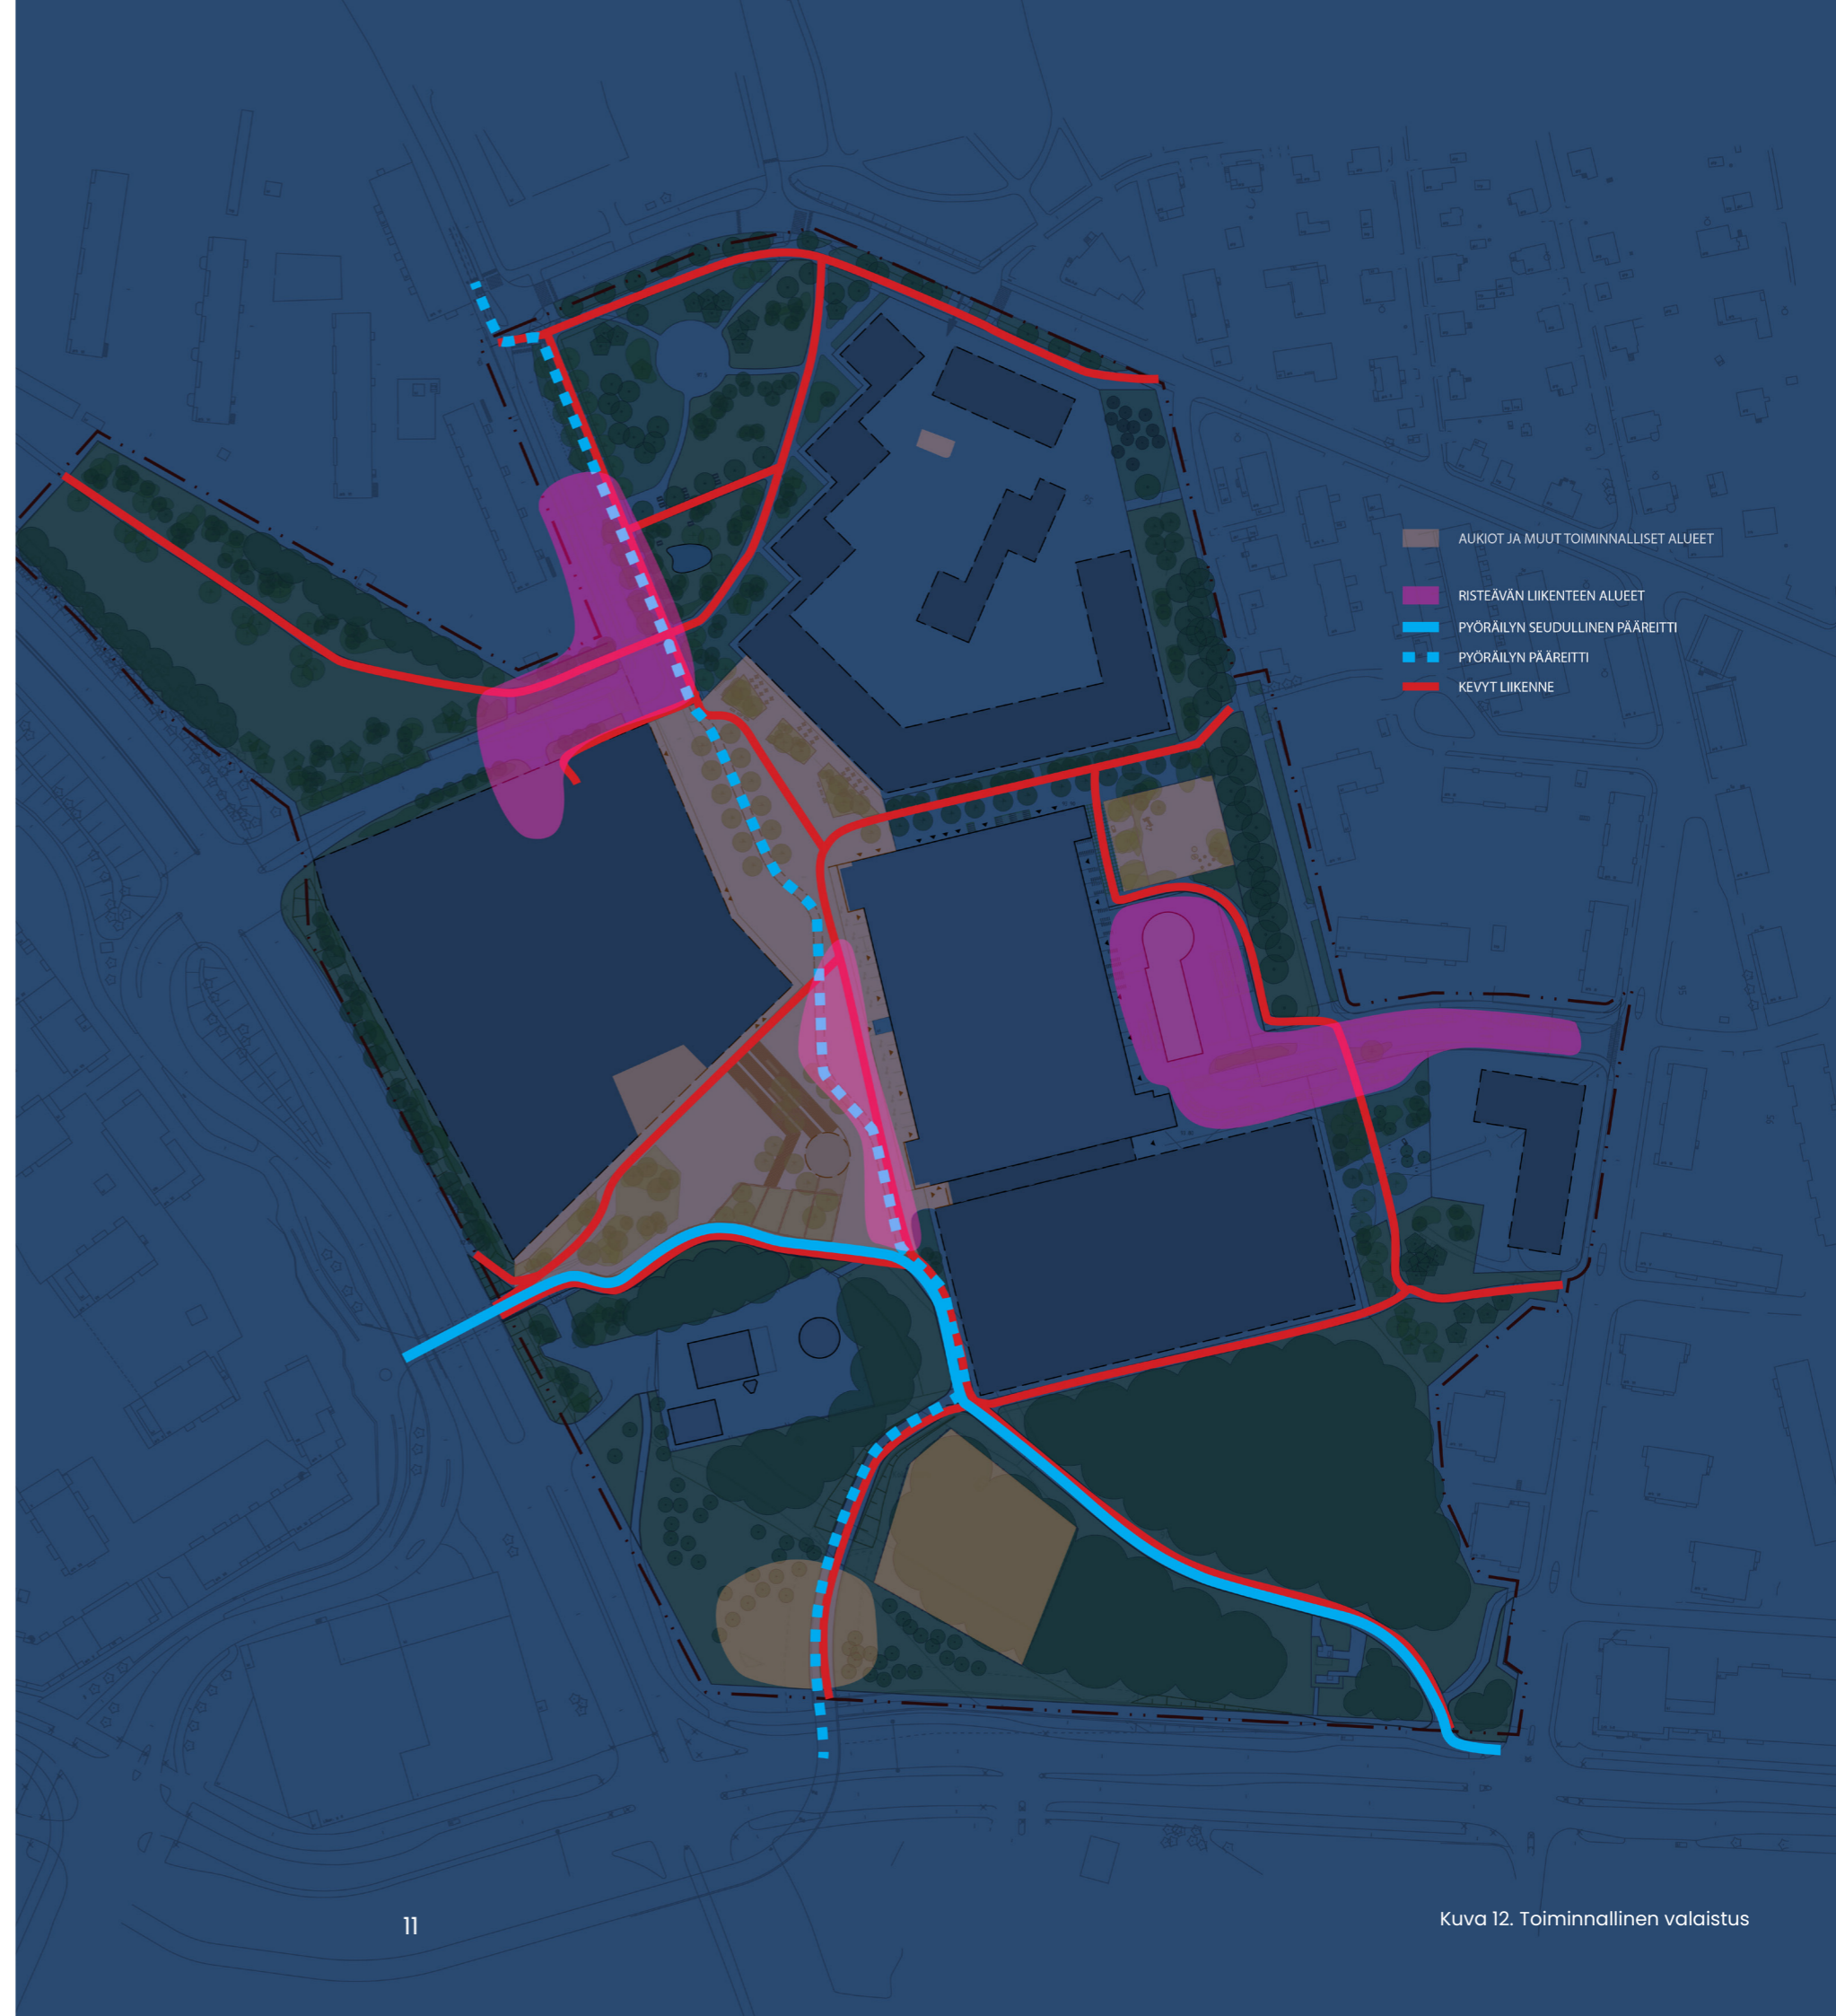 AUKIOT JA MUUT TOIMINNALLISET ALUEET
RISTEÄVÄN LIIKENTEEN ALUEET
PYÖRÄILYN SEUDULLINEN PÄÄREITTI
PYÖRÄILYN PÄÄREITTI
KEVYT LIIKENNE
11
Kuva 12. Toiminnallinen valaistus